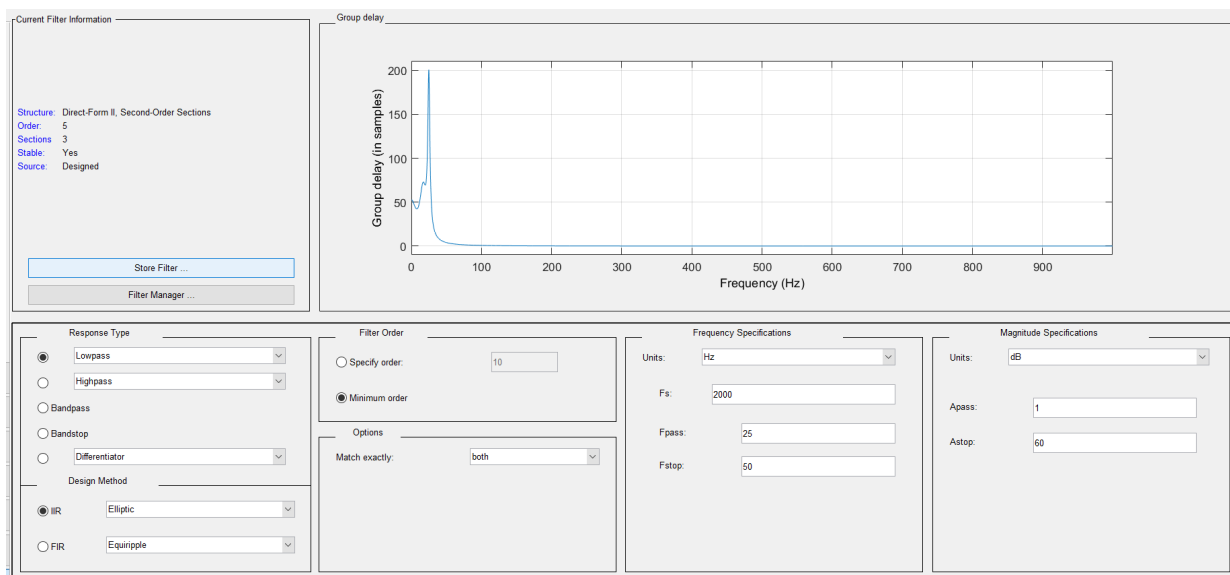 Current Filter Information
Structure: Direct-Form II, Second-Order Sections
Order: 5
Sections 3
Stable: Yes
Source: Designed
Store Filter ...
Filter Manager ...
Group delay
Group delay (in samples)
200
150
100
50
0
0 100 200 300 400 500 600 700 800 900
Frequency (Hz)
Response Type
Lowpass
Highpass
Bandpass
Bandstop
Differentiator
Design Method
IIR Elliptic
FIR Equiripple
Filter Order
Specify order: 10
Minimum order
Options
Match exactly: both
Frequency Specifications
Units: Hz
Fs: 2000
Fpass: 25
Fstop: 50
Magnitude Specifications
Units: dB
Apass: 1
Astop: 60